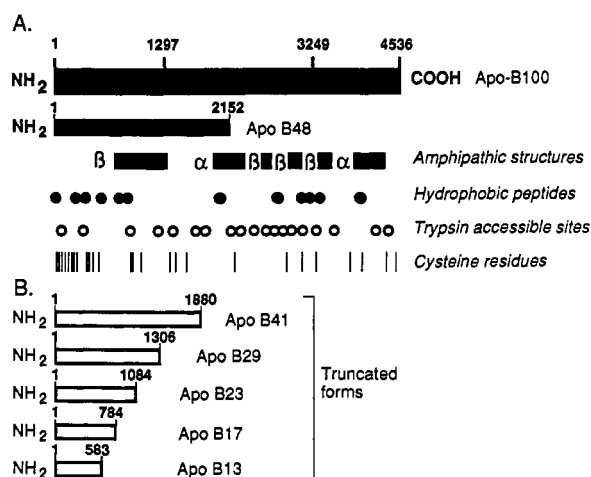 A.
1 1297 3249 4536
NH2 COOH Apo-B100
1 2152
NH2 Apo B48
β α β β β α Amphipathic structures
Hydrophobic peptides
Trypsin accessible sites
Cysteine residues
B.
1 1880
NH2 Apo B41
1 1306
NH2 Apo B29
1 1084
NH2 Apo B23
Truncated
forms
1 784
NH2 Apo B17
1 583
NH2 Apo B13